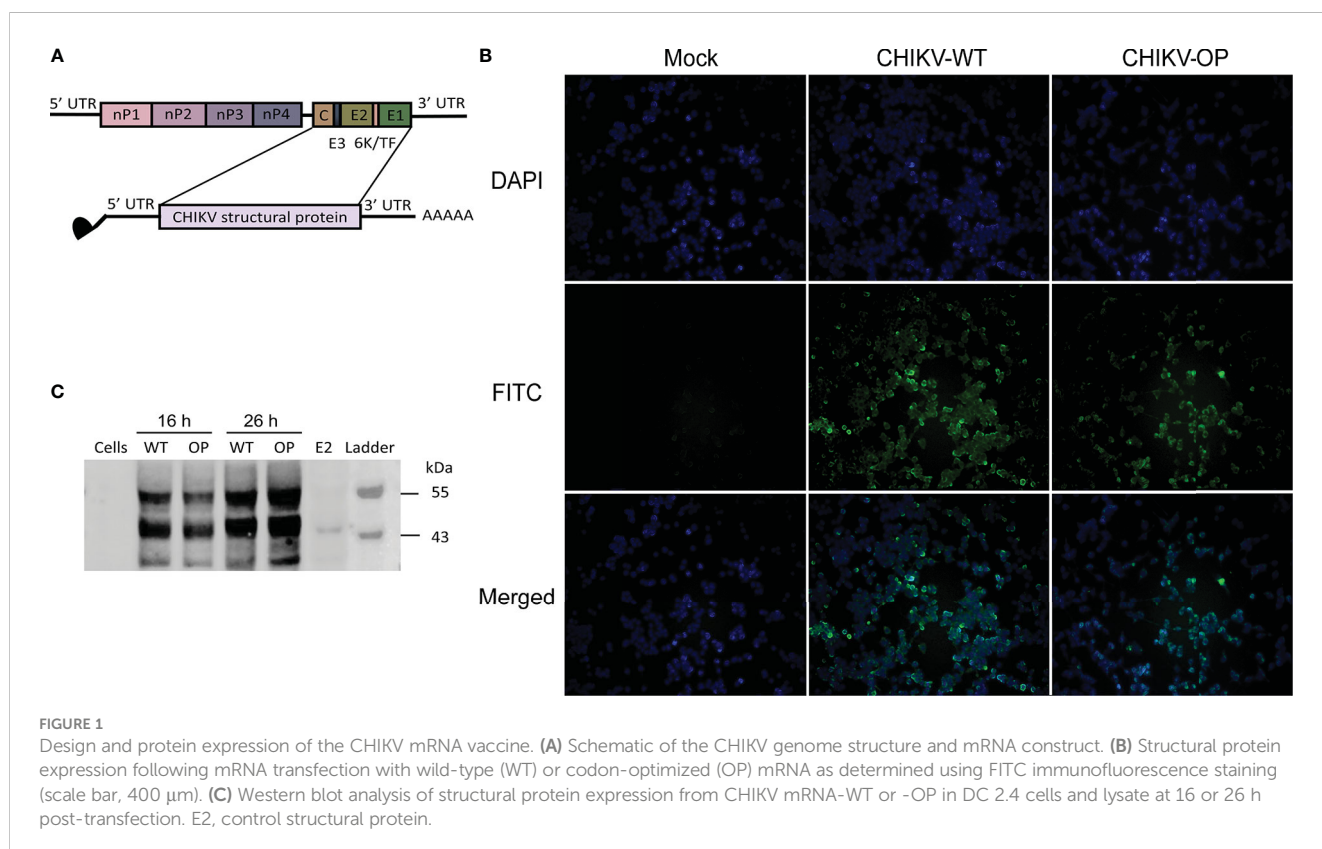 A
5' UTR
nP1 nP2 nP3 nP4 C E2 E1
3' UTR
E3 6K/TF
5' UTR
CHIKV structural protein
3' UTR
AAAAA
B
Mock CHIKV-WT CHIKV-OP
DAPI
FITC
Merged
C
16 h 26 h
Cells WT OP WT OP E2 Ladder
kDa
55
43
FIGURE 1
Design and protein expression of the CHIKV mRNA vaccine. (A) Schematic of the CHIKV genome structure and mRNA construct. (B) Structural protein
expression following mRNA transfection with wild-type (WT) or codon-optimized (OP) mRNA as determined using FITC immunofluorescence staining
(scale bar, 400 μm). (C) Western blot analysis of structural protein expression from CHIKV mRNA-WT or -OP in DC 2.4 cells and lysate at 16 or 26 h
post-transfection. E2, control structural protein.